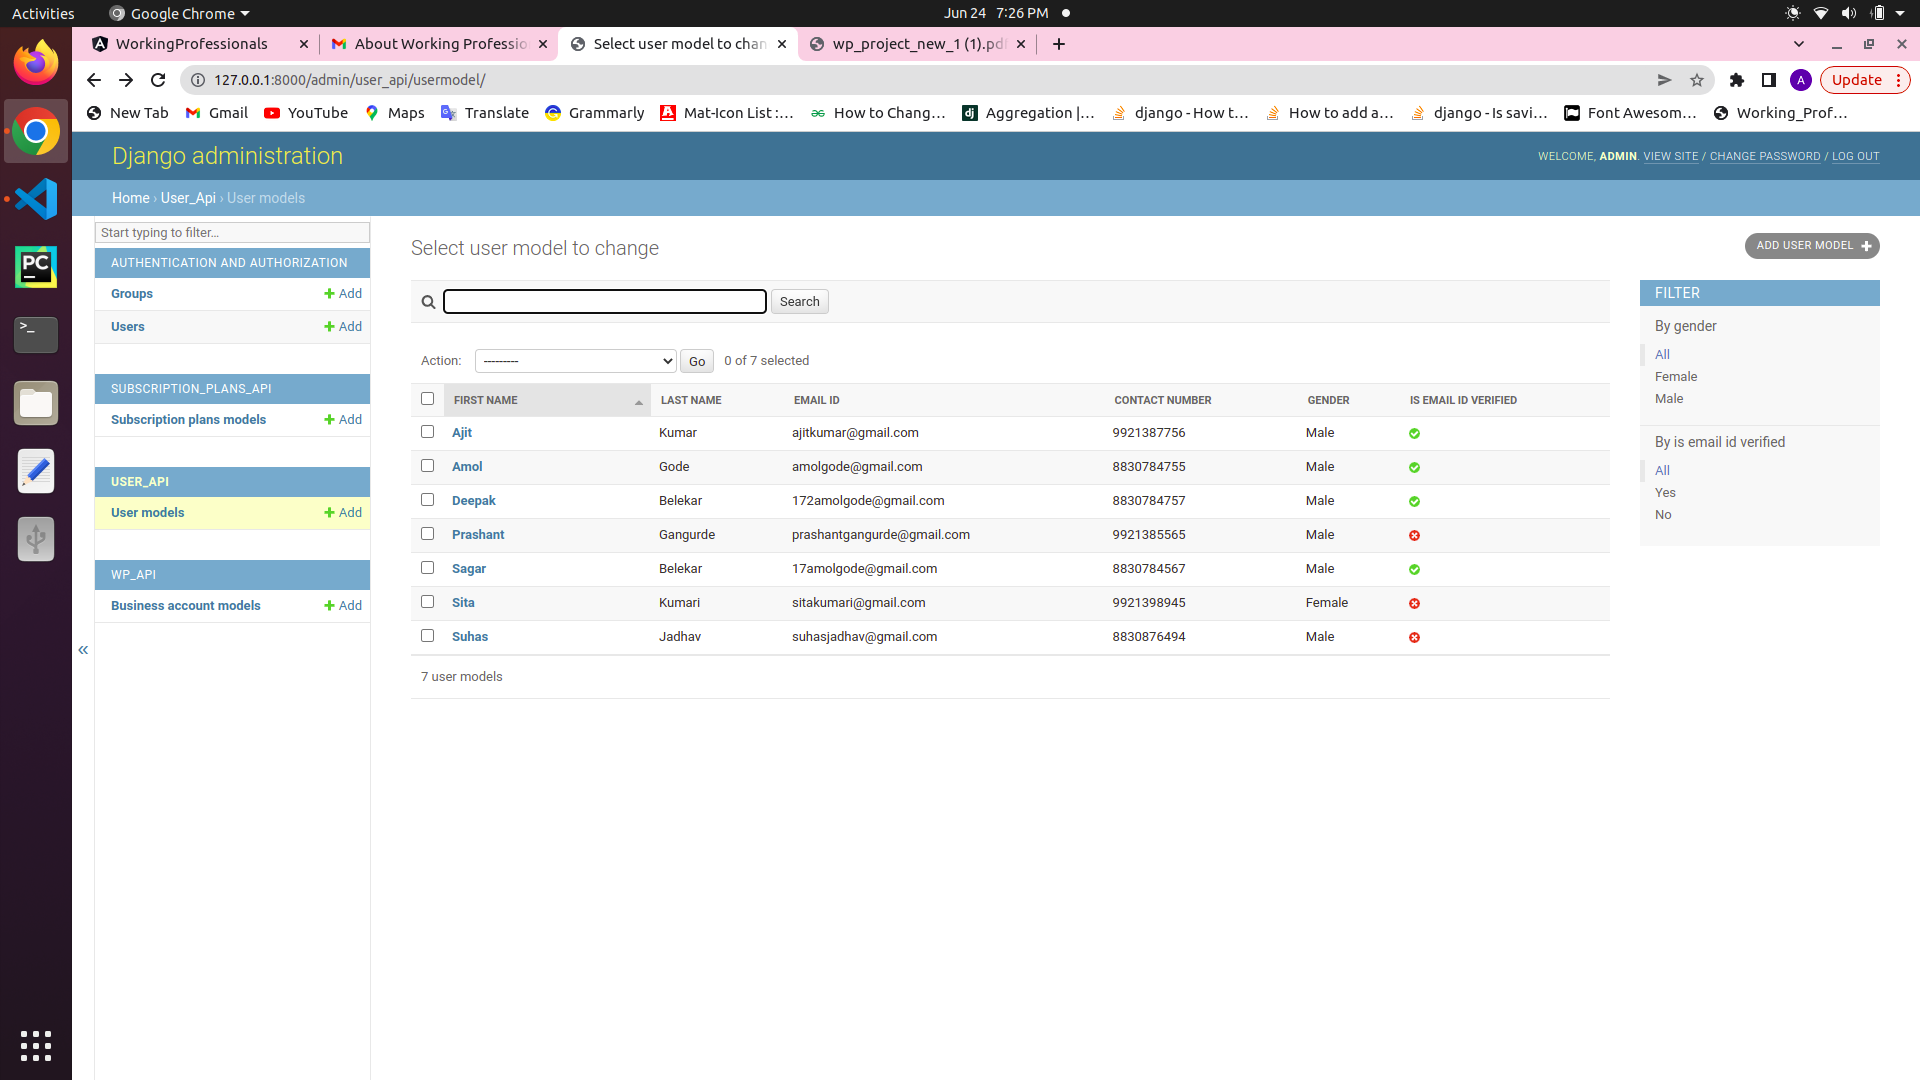 Activities Google Chrome Jun 24 7:26 PM
WorkingProfessionals About Working Professio Select user model to chan wp_project_new_1 (1).pdf
127.0.0.1:8000/admin/user_api/usermodel/ A Update
New Tab Gmail YouTube Maps Translate Grammarly Mat-Icon List :... How to Chang... Aggregation |... django - How t... How to add a... django - Is savi... Font Awesom... Working_Prof...
Django administration WELCOME, ADMIN. VIEW SITE / CHANGE PASSWORD / LOG OUT
Home › User_Api › User models
Start typing to filter...
AUTHENTICATION AND AUTHORIZATION
Groups Add
Users Add
SUBSCRIPTION_PLANS_API
Subscription plans models Add
USER_API
User models Add
WP_API
Business account models Add
«
Select user model to change
ADD USER MODEL
Search
Action: --------- Go 0 of 7 selected
FIRST NAME LAST NAME EMAIL ID CONTACT NUMBER GENDER IS EMAIL ID VERIFIED
Ajit Kumar ajitkumar@gmail.com 9921387756 Male
Amol Gode amolgode@gmail.com 8830784755 Male
Deepak Belekar 172amolgode@gmail.com 8830784757 Male
Prashant Gangurde prashantgangurde@gmail.com 9921385565 Male
Sagar Belekar 17amolgode@gmail.com 8830784567 Male
Sita Kumari sitakumari@gmail.com 9921398945 Female
Suhas Jadhav suhasjadhav@gmail.com 8830876494 Male
7 user models
FILTER
By gender
All
Female
Male
By is email id verified
All
Yes
No
PC
>_